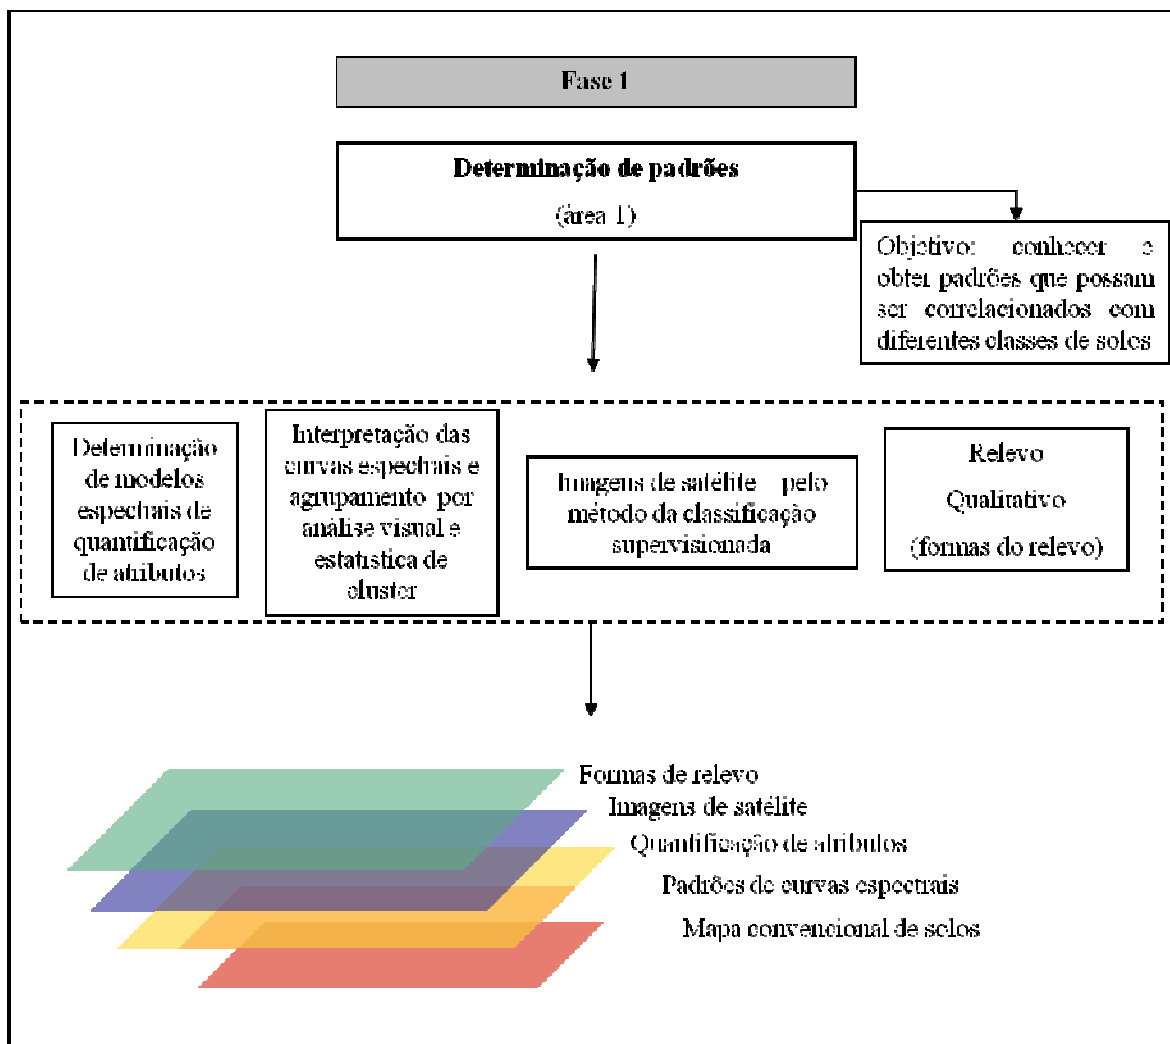 Fase 1
Determinação de padrões
(área 1)
Objetivo: conhecer e
obter padrões que possam
ser correlacionados com
diferentes classes de solos
Determinação
de modelos
espectrais de
quantificação
de atributos
Interpretação das
curvas espectrais e
agrupamento por
análise visual e
estatística de
cluster
Imagens de satélite pelo
método da classificação
supervisionada
Relevo
Qualitativo
(formas do relevo)
Formas de relevo
Imagens de satélite
Quantificação de atributos
Padrões de curvas espectrais
Mapa convencional de solos